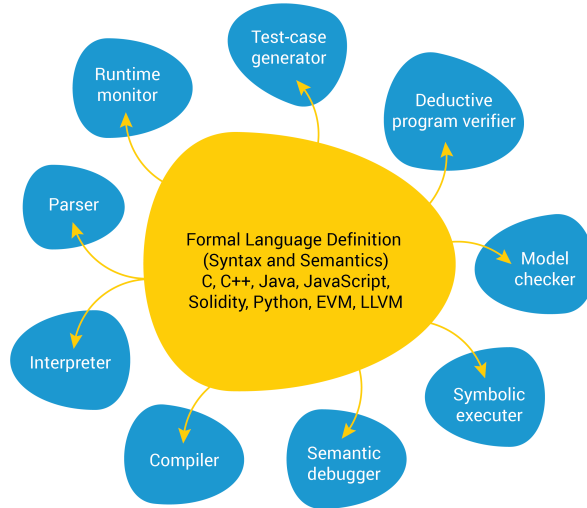 Test-case
generator
Runtime
monitor
Deductive
program verifier
Parser
Formal Language Definition
(Syntax and Semantics)
C, C++, Java, JavaScript,
Solidity, Python, EVM, LLVM
Model
checker
Interpreter
Symbolic
executer
Compiler
Semantic
debugger